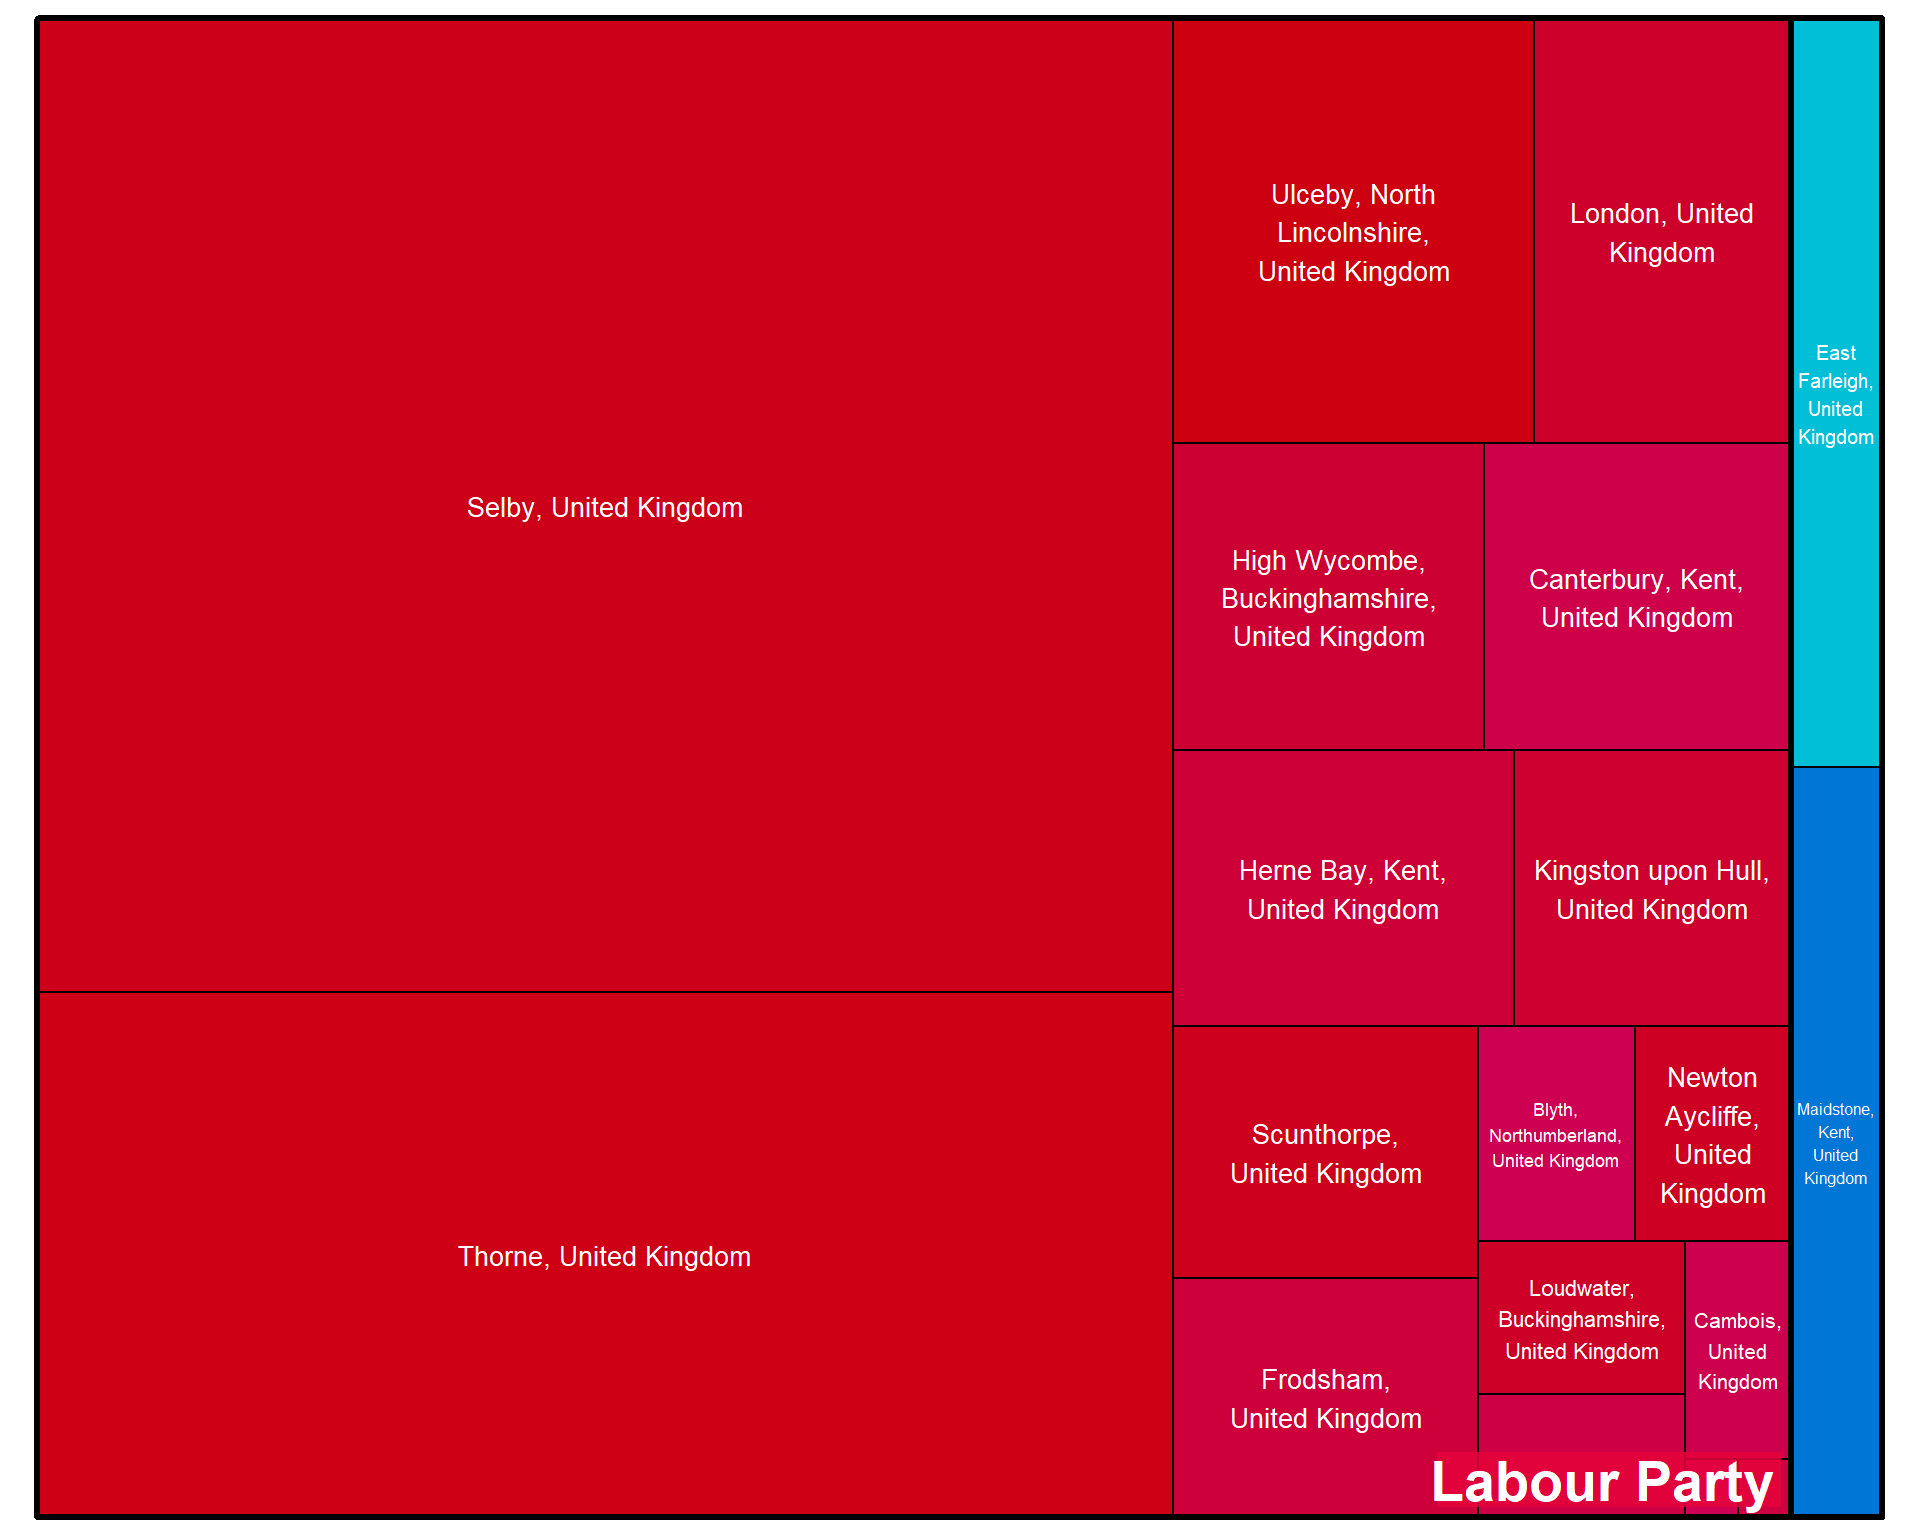 Selby, United Kingdom
Thorne, United Kingdom
Ulceby, North
Lincolnshire,
United Kingdom
London, United
Kingdom
High Wycombe,
Buckinghamshire,
United Kingdom
Canterbury, Kent,
United Kingdom
Herne Bay, Kent,
United Kingdom
Kingston upon Hull,
United Kingdom
Scunthorpe,
United Kingdom
Blyth,
Northumberland,
United Kingdom
Newton
Aycliffe,
United
Kingdom
Loudwater,
Buckinghamshire,
United Kingdom
Cambois,
United
Kingdom
Frodsham,
United Kingdom
Labour Party
East
Farleigh,
United
Kingdom
Maidstone,
Kent,
United
Kingdom